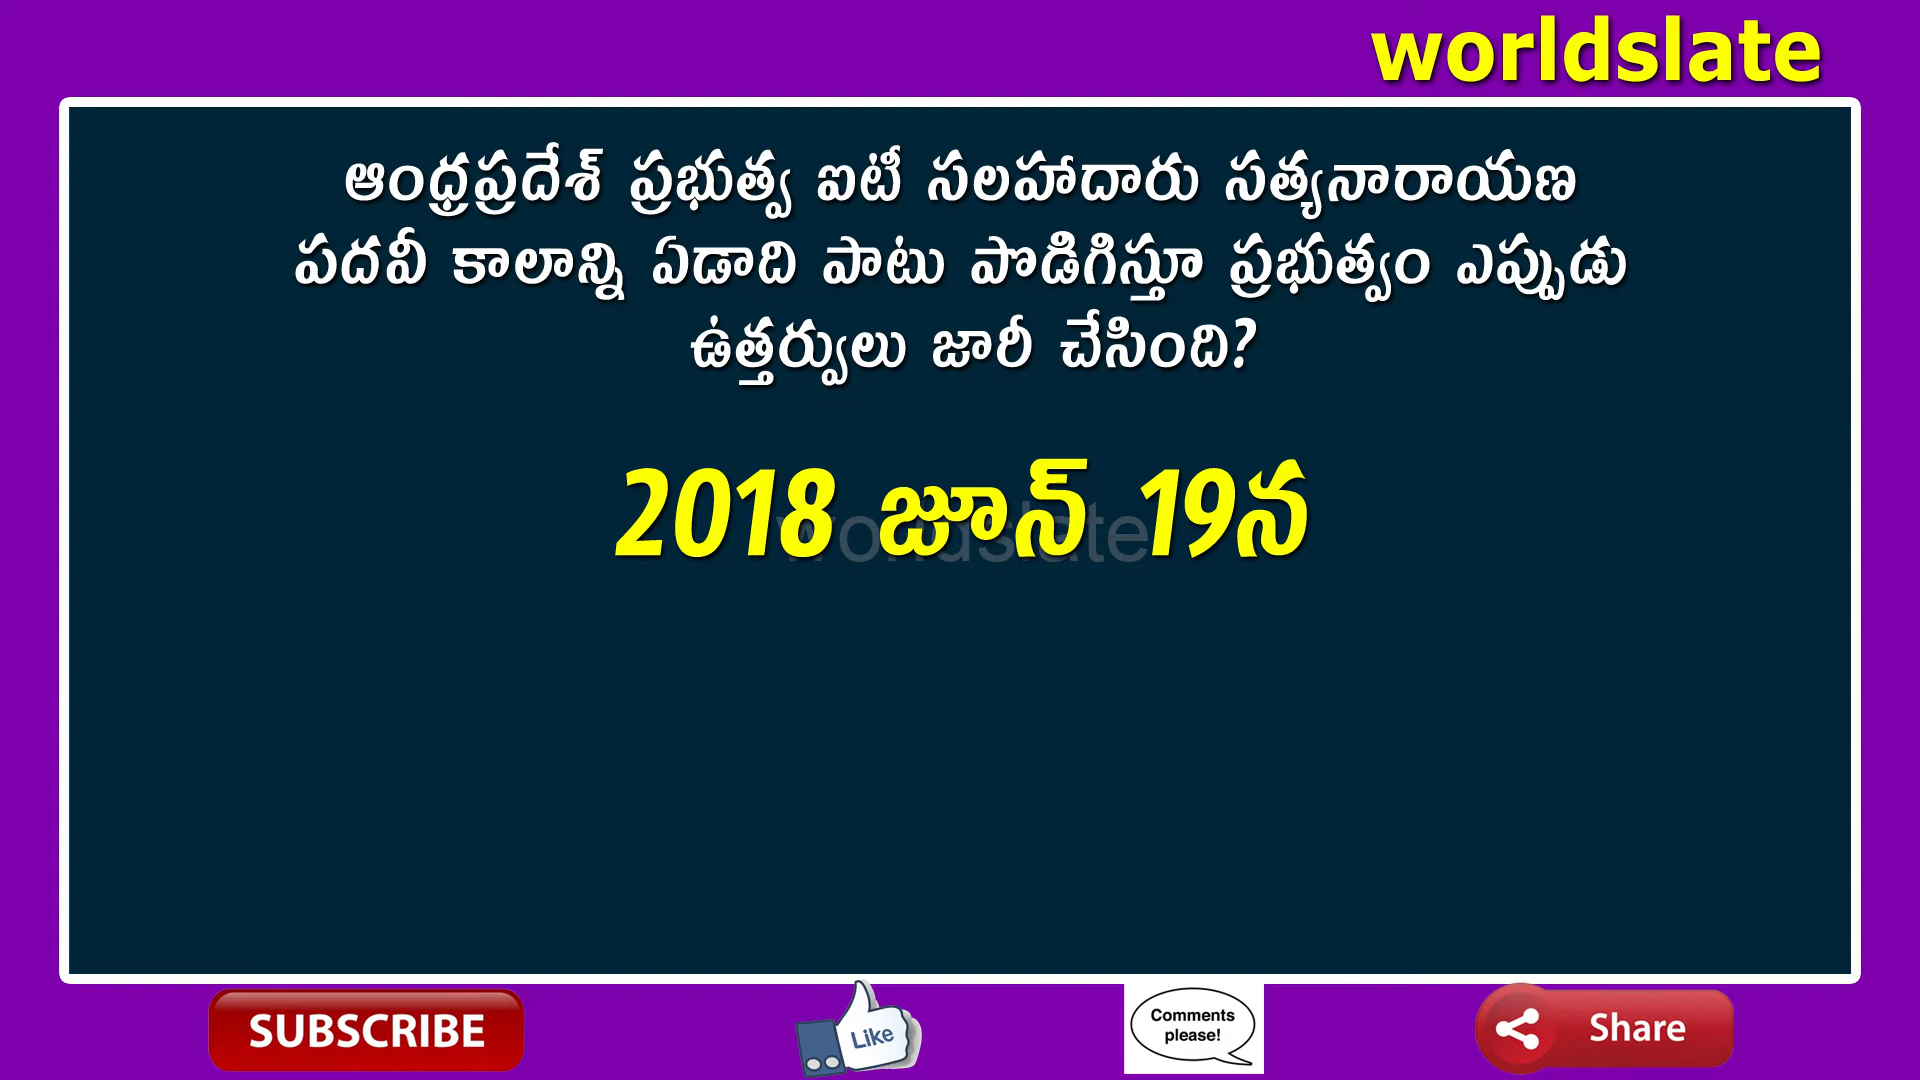 worldslate
ఆంధ్రప్రదేశ్ ప్రభుత్వ ఐటీ సలహాదారు సత్యనారాయణ
పదవీ కాలాన్ని ఏడాది పాటు పొడిగిస్తూ ప్రభుత్వం ఎప్పుడు
ఉత్తర్వులు జారీ చేసింది?
2018 జూన్ 19న
worldslate
SUBSCRIBE
Like
Comments
please!
Share